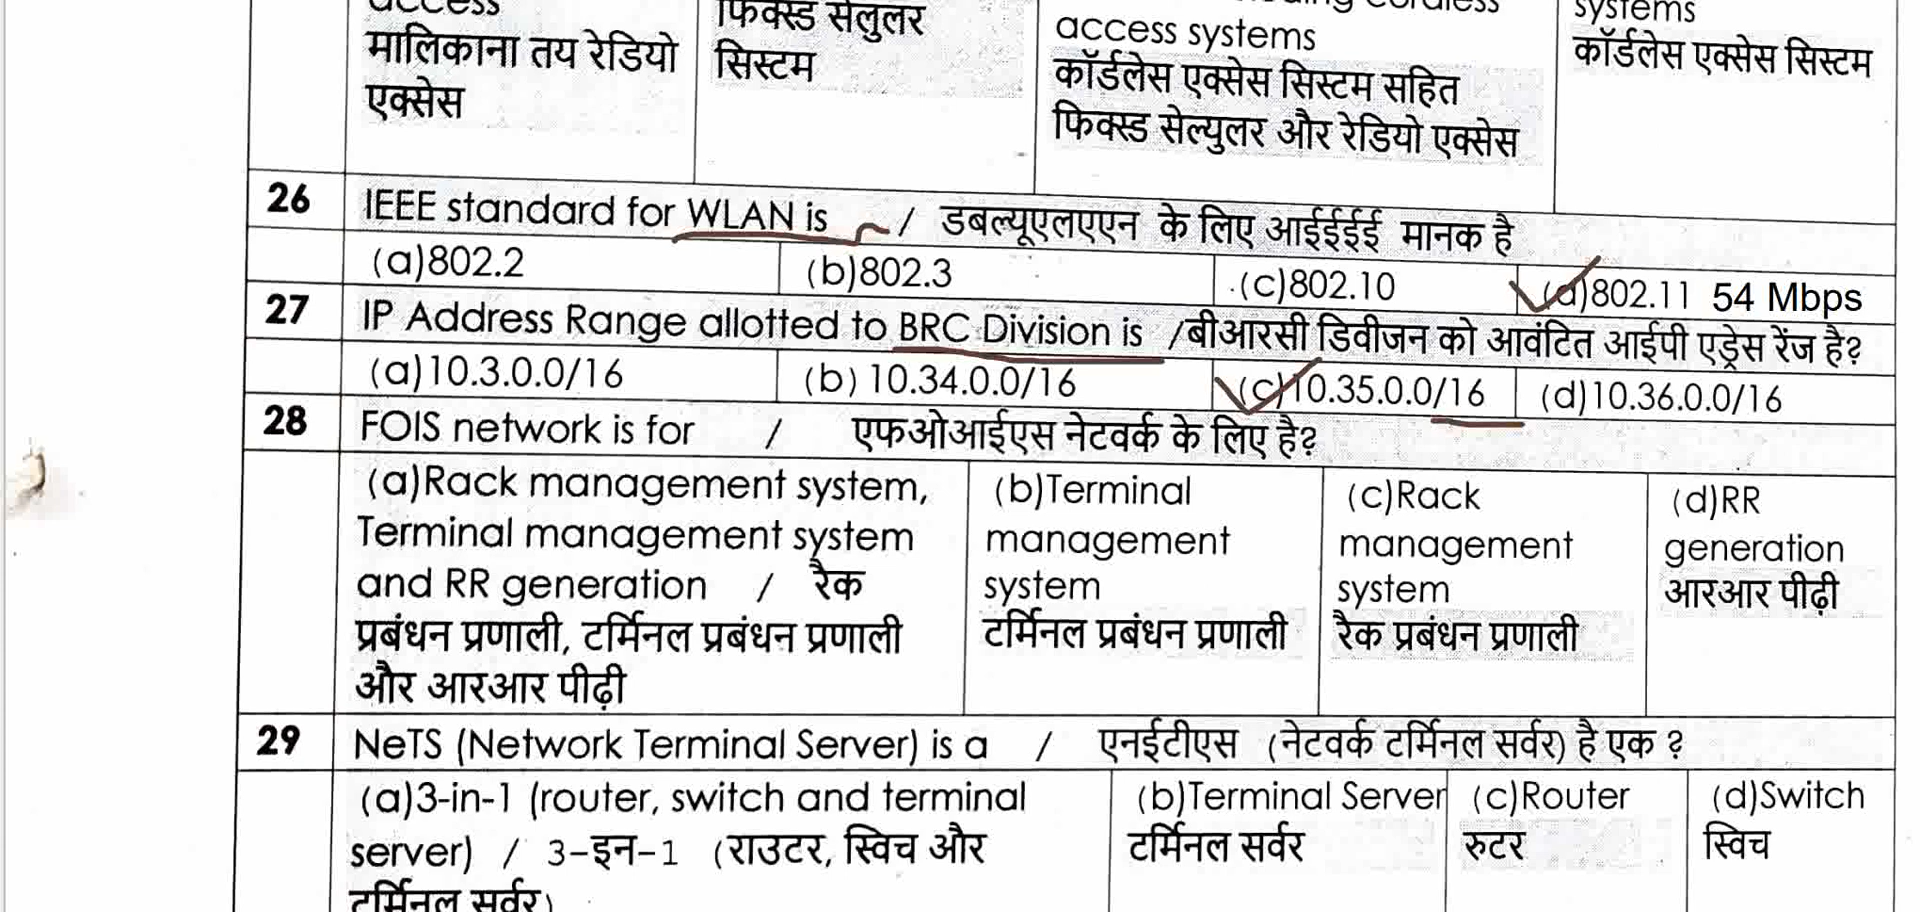 access
मालिकाना तय रेडियो
एक्सेस
फिक्स्ड सेलुलर
सिस्टम
cordless
access systems
कॉर्डलेस एक्सेस सिस्टम सहित
फिक्स्ड सेल्युलर और रेडियो एक्सेस
systems
कॉर्डलेस एक्सेस सिस्टम
26 IEEE standard for WLAN is / डबल्यूएलएएन के लिए आईईईई मानक है
(a)802.2 (b)802.3 (c)802.10 (d)802.11 54 Mbps
27 IP Address Range allotted to BRC Division is /बीआरसी डिवीजन को आवंटित आईपी एड्रेस रेंज है?
(a)10.3.0.0/16 (b) 10.34.0.0/16 (c)10.35.0.0/16 (d)10.36.0.0/16
28 FOIS network is for / एफओआईएस नेटवर्क के लिए है?
(a)Rack management system,
Terminal management system
and RR generation / रैक
प्रबंधन प्रणाली, टर्मिनल प्रबंधन प्रणाली
और आरआर पीढ़ी
(b)Terminal
management
system
टर्मिनल प्रबंधन प्रणाली
(c)Rack
management
system
रैक प्रबंधन प्रणाली
(d)RR
generation
आरआर पीढ़ी
29 NeTS (Network Terminal Server) is a / एनईटीएस (नेटवर्क टर्मिनल सर्वर) है एक ?
(a)3-in-1 (router, switch and terminal
server) / 3-इन-1 (राउटर, स्विच और
टर्मिनल सर्वर)
(b)Terminal Server
टर्मिनल सर्वर
(c)Router
रुटर
(d)Switch
स्विच